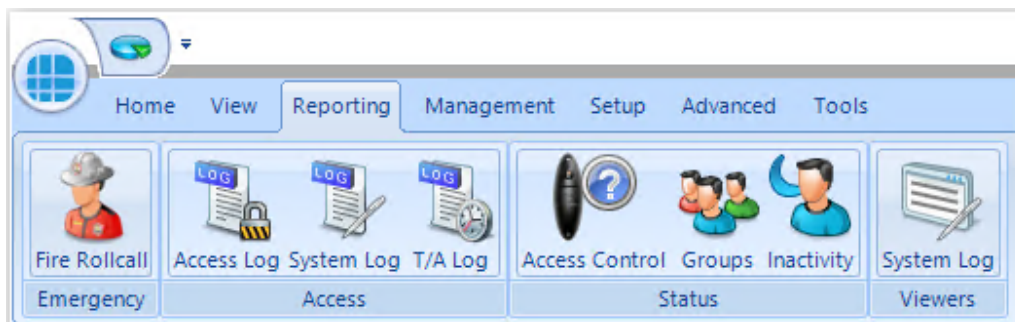 Home View Reporting Management Setup Advanced Tools
LOG LOG LOG
Fire Rollcall Access Log System Log T/A Log Access Control Groups Inactivity System Log
Emergency Access Status Viewers